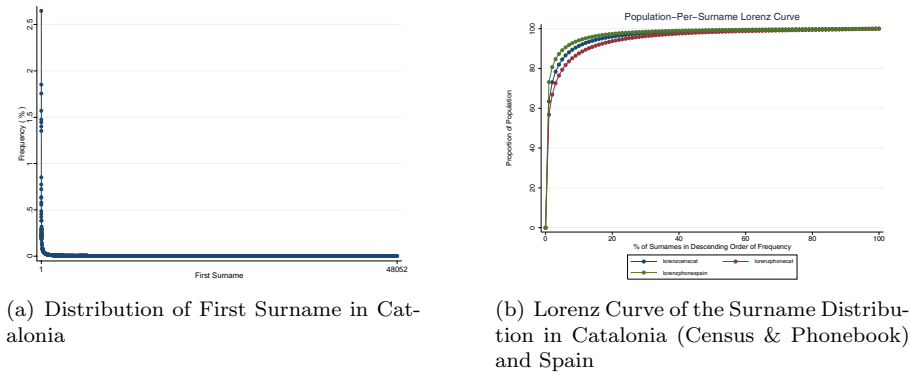 2.5
2
1.5
1
.5
0
Frequency ( % )
1
48052
First Surname
(a) Distribution of First Surname in Cat-
alonia
Population-Per-Surname Lorenz Curve
100
80
60
40
20
0
Proportion of Population
0 20 40 60 80 100
% of Surnames in Descending Order of Frequency
lorenzcenscat lorenzphonecat
lorenzphonespain
(b) Lorenz Curve of the Surname Distribu-
tion in Catalonia (Census & Phonebook)
and Spain